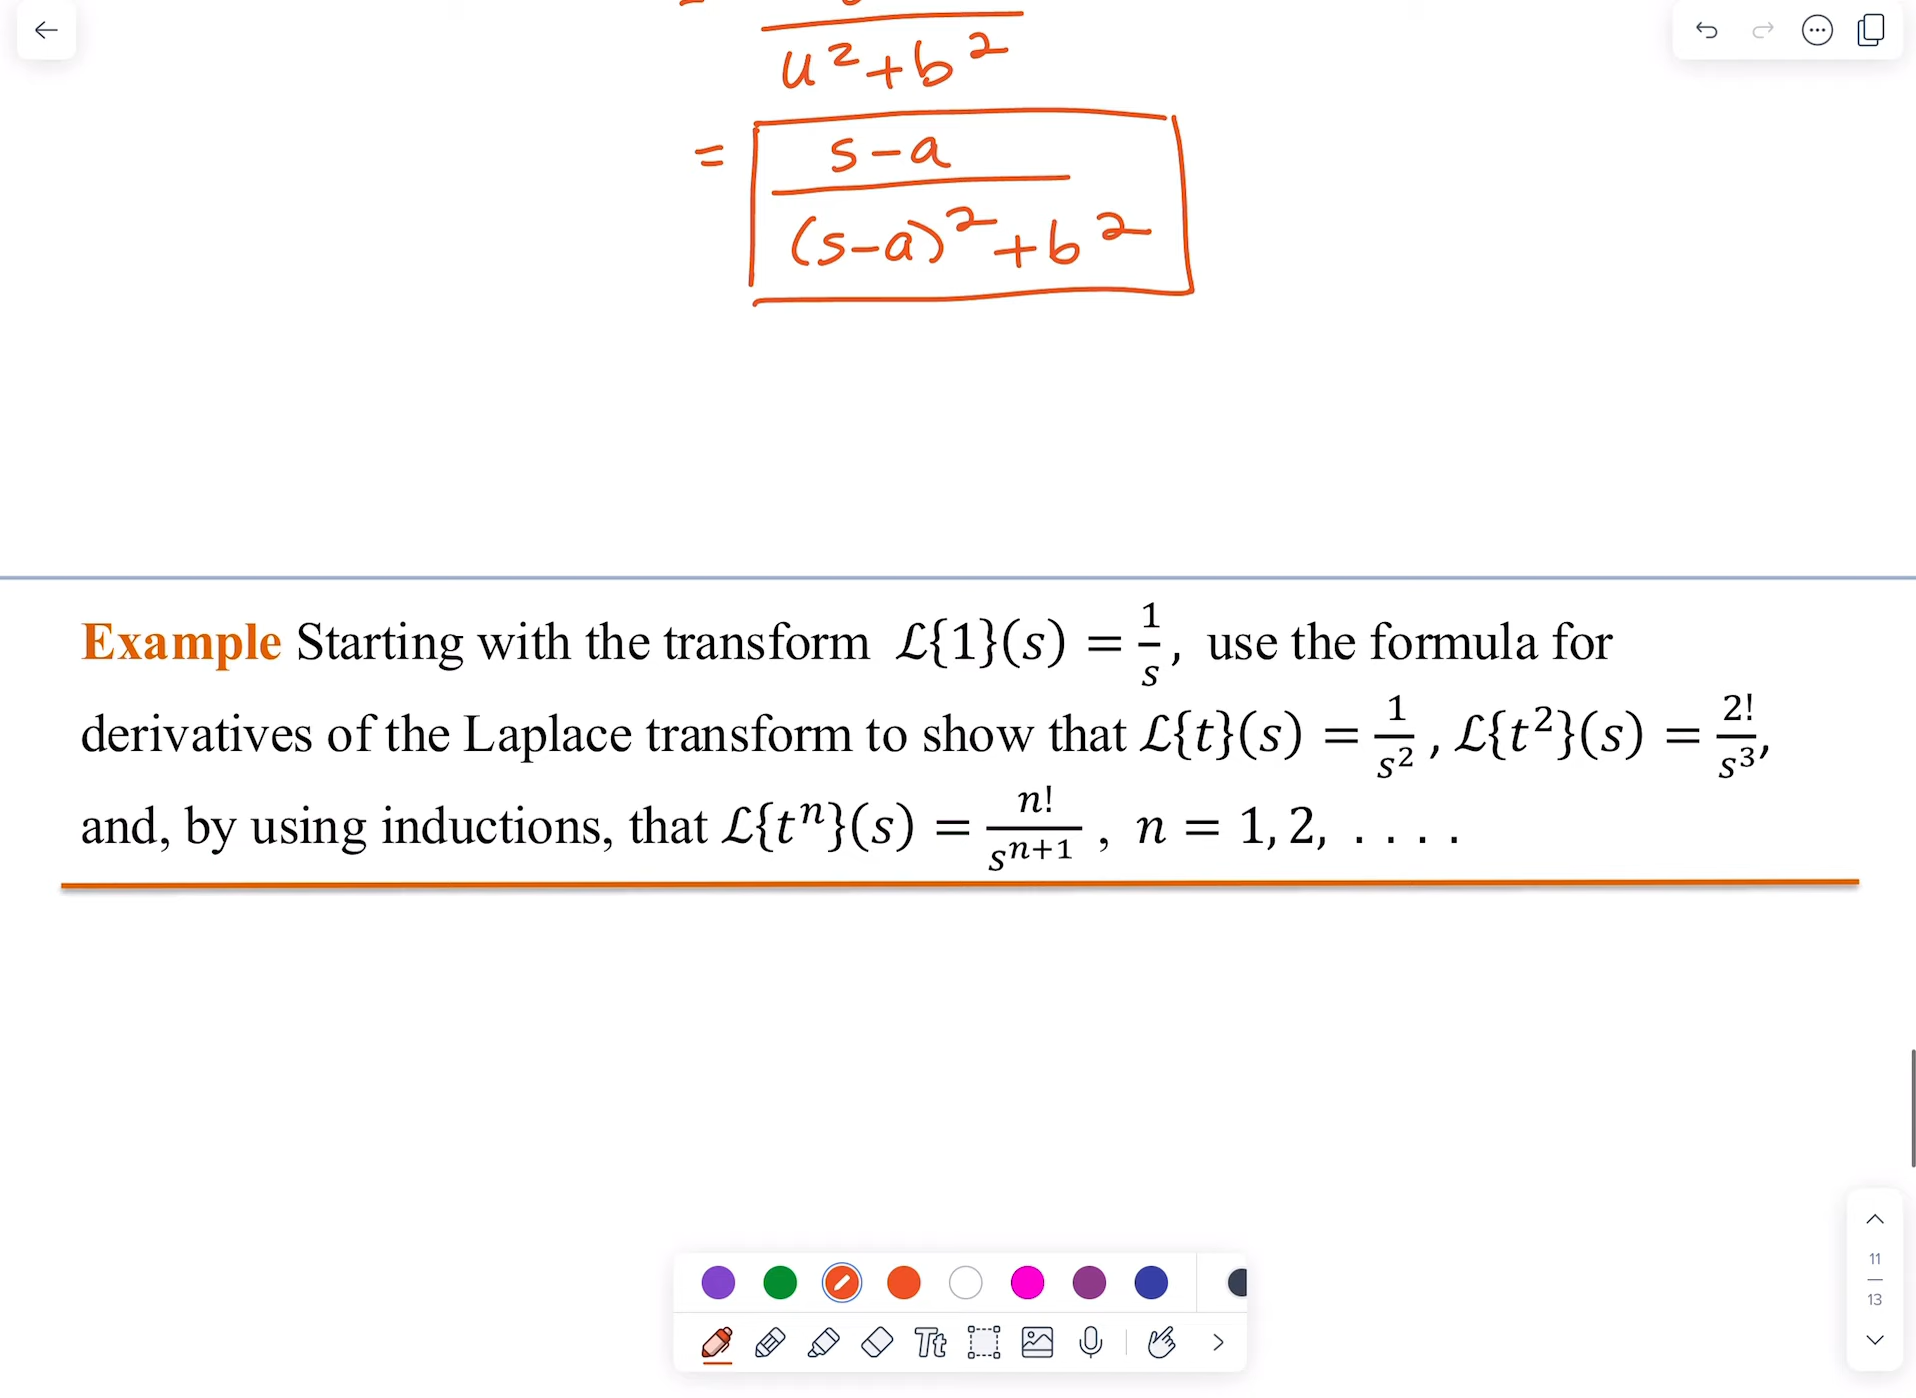 u²+b²
= s-a
(s-a)²+b²
Example Starting with the transform ℒ{1}(s) = 1/s, use the formula for
derivatives of the Laplace transform to show that ℒ{t}(s) = 1/s², ℒ{t²}(s) = 2!/s³,
and, by using inductions, that ℒ{tⁿ}(s) = n!/sⁿ⁺¹, n = 1, 2, . . . .
11
13
Tt